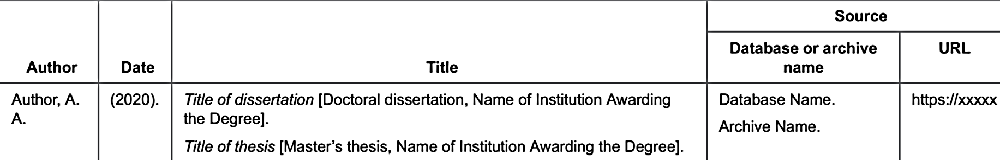 Source
Database or archive
name
URL
Author
Date
Title
Author, A.
A.
(2020).
Title of dissertation [Doctoral dissertation, Name of Institution Awarding
the Degree].
Title of thesis [Master’s thesis, Name of Institution Awarding the Degree].
Database Name.
Archive Name.
https://xxxxx